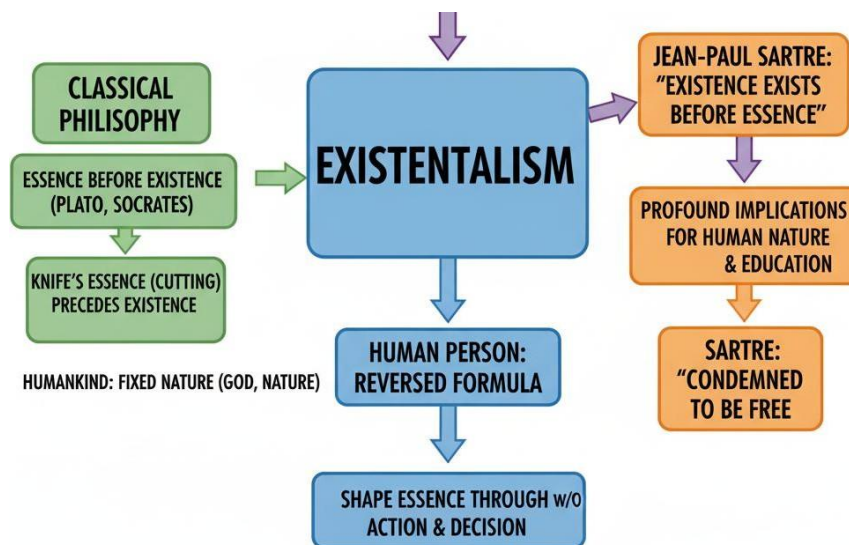 CLASSICAL
PHILISOPHY
ESSENCE BEFORE EXISTENCE
(PLATO, SOCRATES)
KNIFE'S ESSENCE (CUTTING)
PRECEDES EXISTENCE
HUMANKIND: FIXED NATURE (GOD, NATURE)
EXISTENTALISM
HUMAN PERSON:
REVERSED FORMULA
SHAPE ESSENCE THROUGH w/o
ACTION & DECISION
JEAN-PAUL SARTRE:
“EXISTENCE EXISTS
BEFORE ESSENCE”
PROFOUND IMPLICATIONS
FOR HUMAN NATURE
& EDUCATION
SARTRE:
“CONDEMNED
TO BE FREE